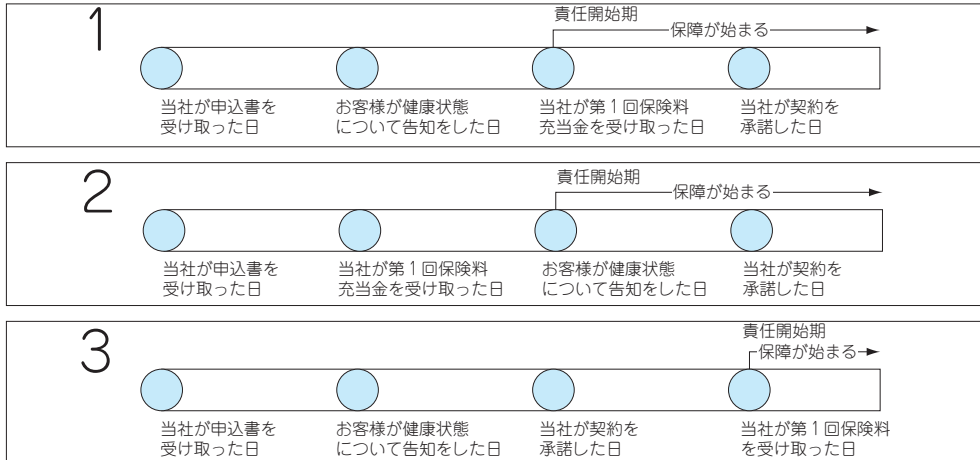 1
責任開始期
保障が始まる
当社が申込書を
受け取った日
お客様が健康状態
について告知をした日
当社が第1回保険料
充当金を受け取った日
当社が契約を
承諾した日
2
責任開始期
保障が始まる
当社が申込書を
受け取った日
当社が第1回保険料
充当金を受け取った日
お客様が健康状態
について告知をした日
当社が契約を
承諾した日
3
責任開始期
保障が始まる
当社が申込書を
受け取った日
お客様が健康状態
について告知をした日
当社が契約を
承諾した日
当社が第1回保険料
を受け取った日